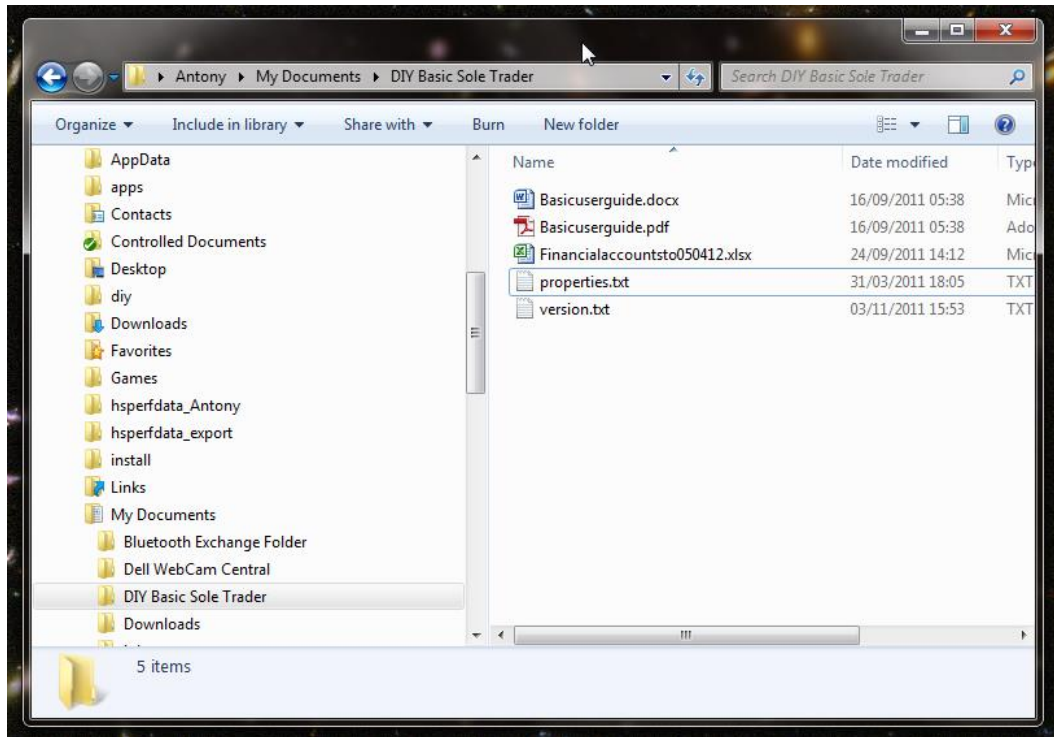 Antony My Documents DIY Basic Sole Trader Search DIY Basic Sole Trader
Organize Include in library Share with Burn New folder
AppData
apps
Contacts
Controlled Documents
Desktop
diy
Downloads
Favorites
Games
hsperfdata_Antony
hsperfdata_export
install
Links
My Documents
Bluetooth Exchange Folder
Dell WebCam Central
DIY Basic Sole Trader
Downloads
Name Date modified Typ
Basicuserguide.docx 16/09/2011 05:38 Mic
Basicuserguide.pdf 16/09/2011 05:38 Ado
Financialaccountsto050412.xlsx 24/09/2011 14:12 Mic
properties.txt 31/03/2011 18:05 TXT
version.txt 03/11/2011 15:53 TXT
5 items